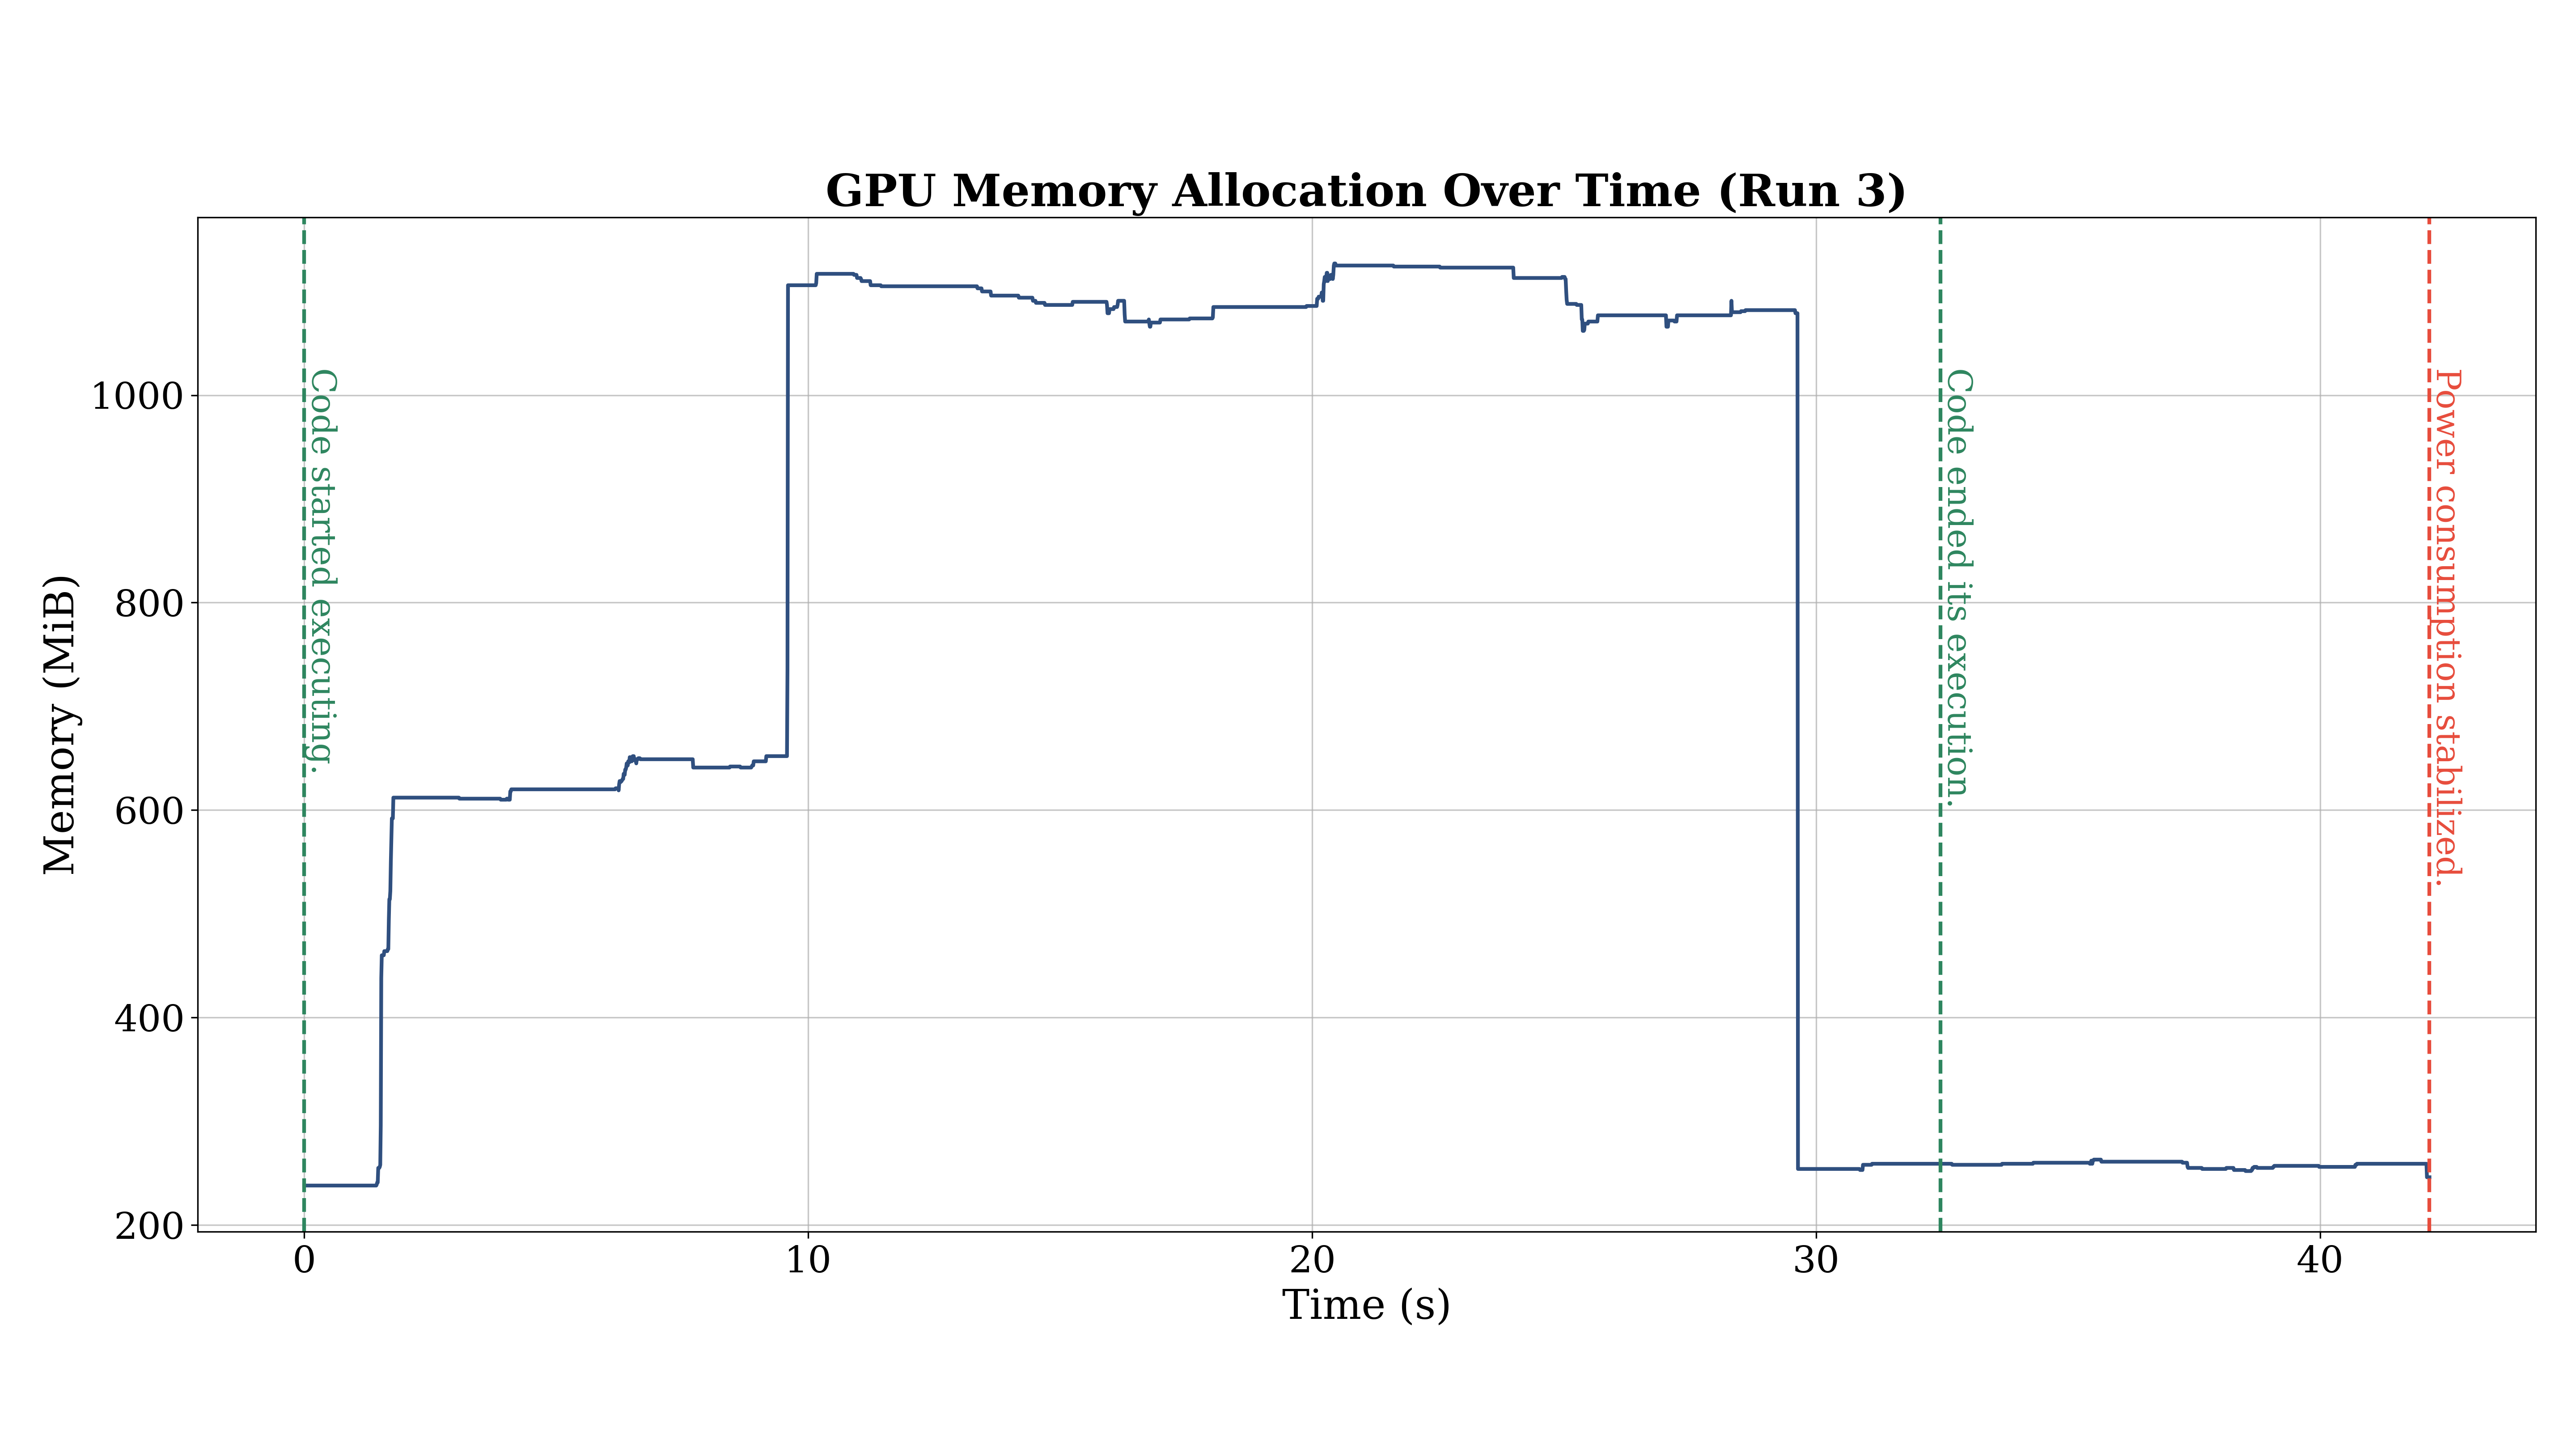 GPU Memory Allocation Over Time (Run 3)
Memory (MiB)
1000
800
600
400
200
Code started executing.
Code ended its execution.
Power consumption stabilized.
0
10
20
30
40
Time (s)